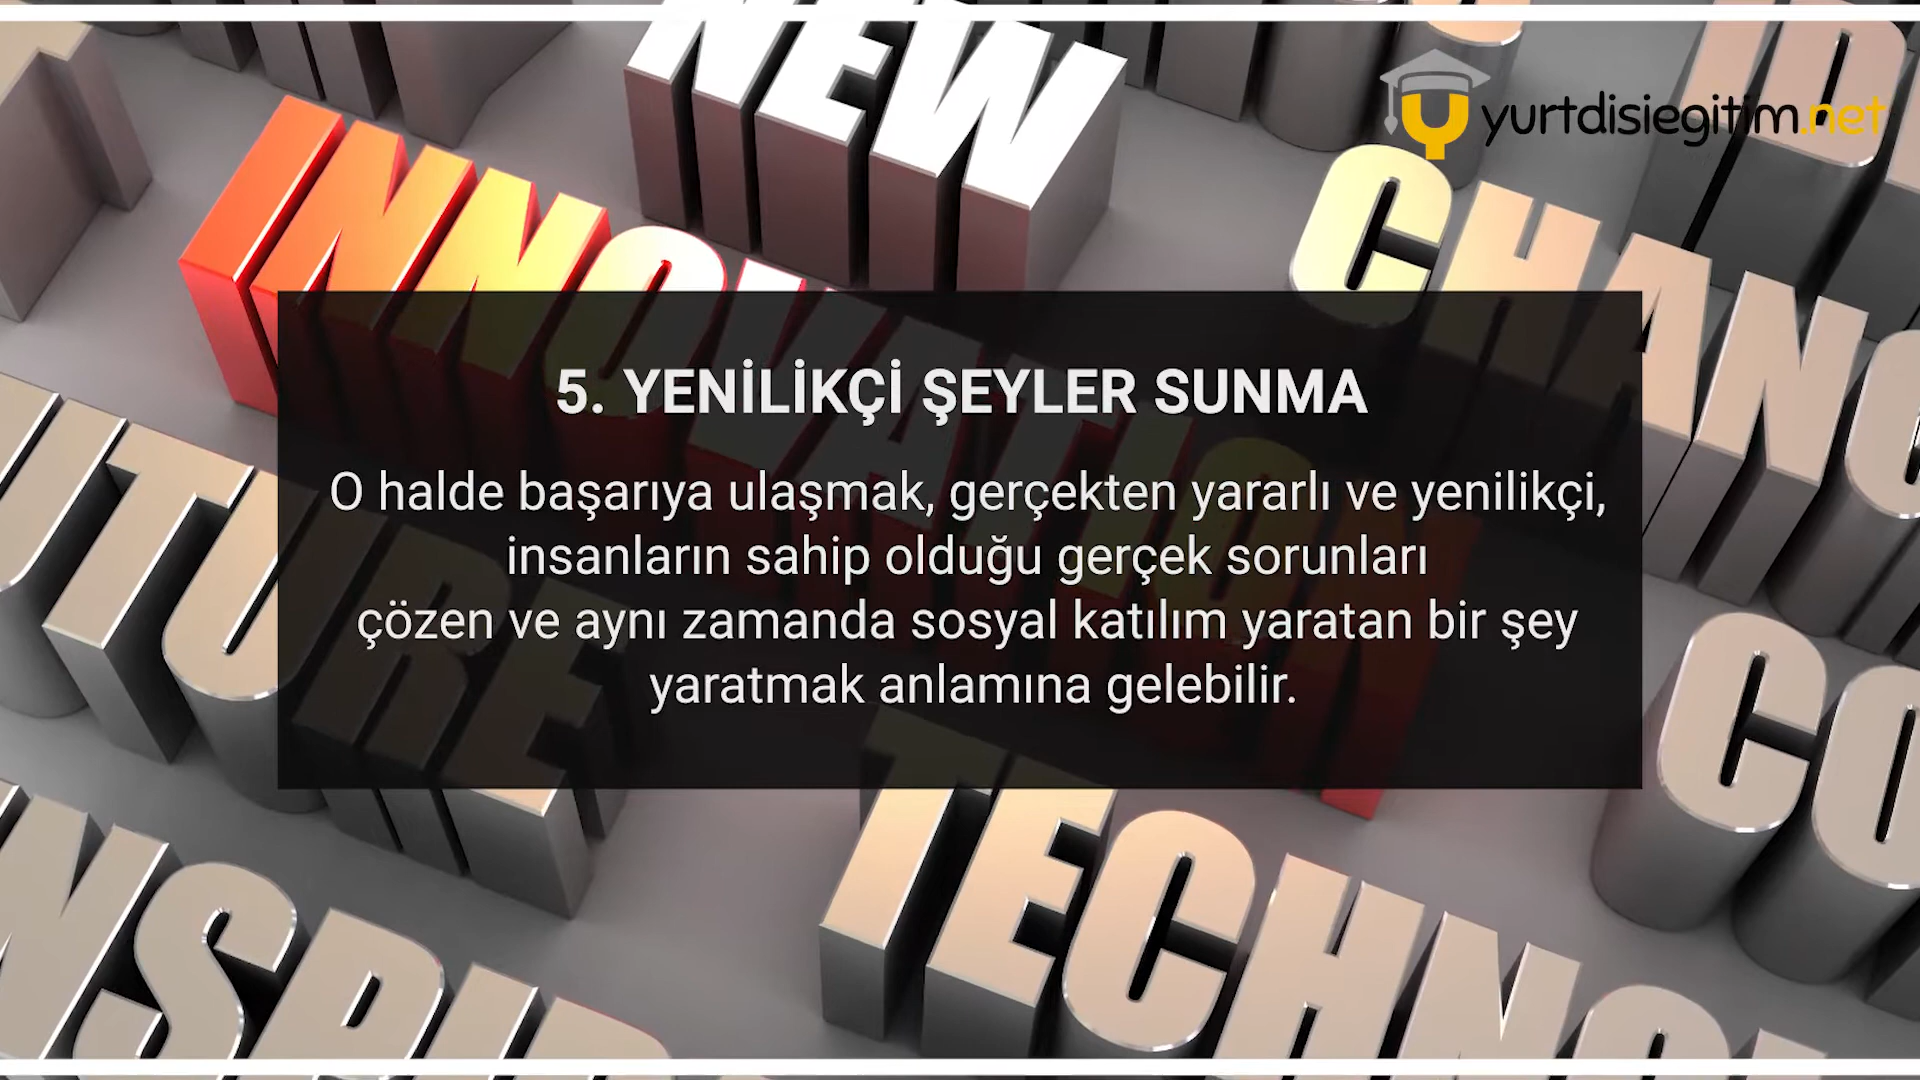 NEW
yurtdisiegitim.net
INNOVATION
5. YENİLİKÇİ ŞEYLER SUNMA
O halde başarıya ulaşmak, gerçekten yararlı ve yenilikçi,
insanların sahip olduğu gerçek sorunları
çözen ve aynı zamanda sosyal katılım yaratan bir şey
yaratmak anlamına gelebilir.